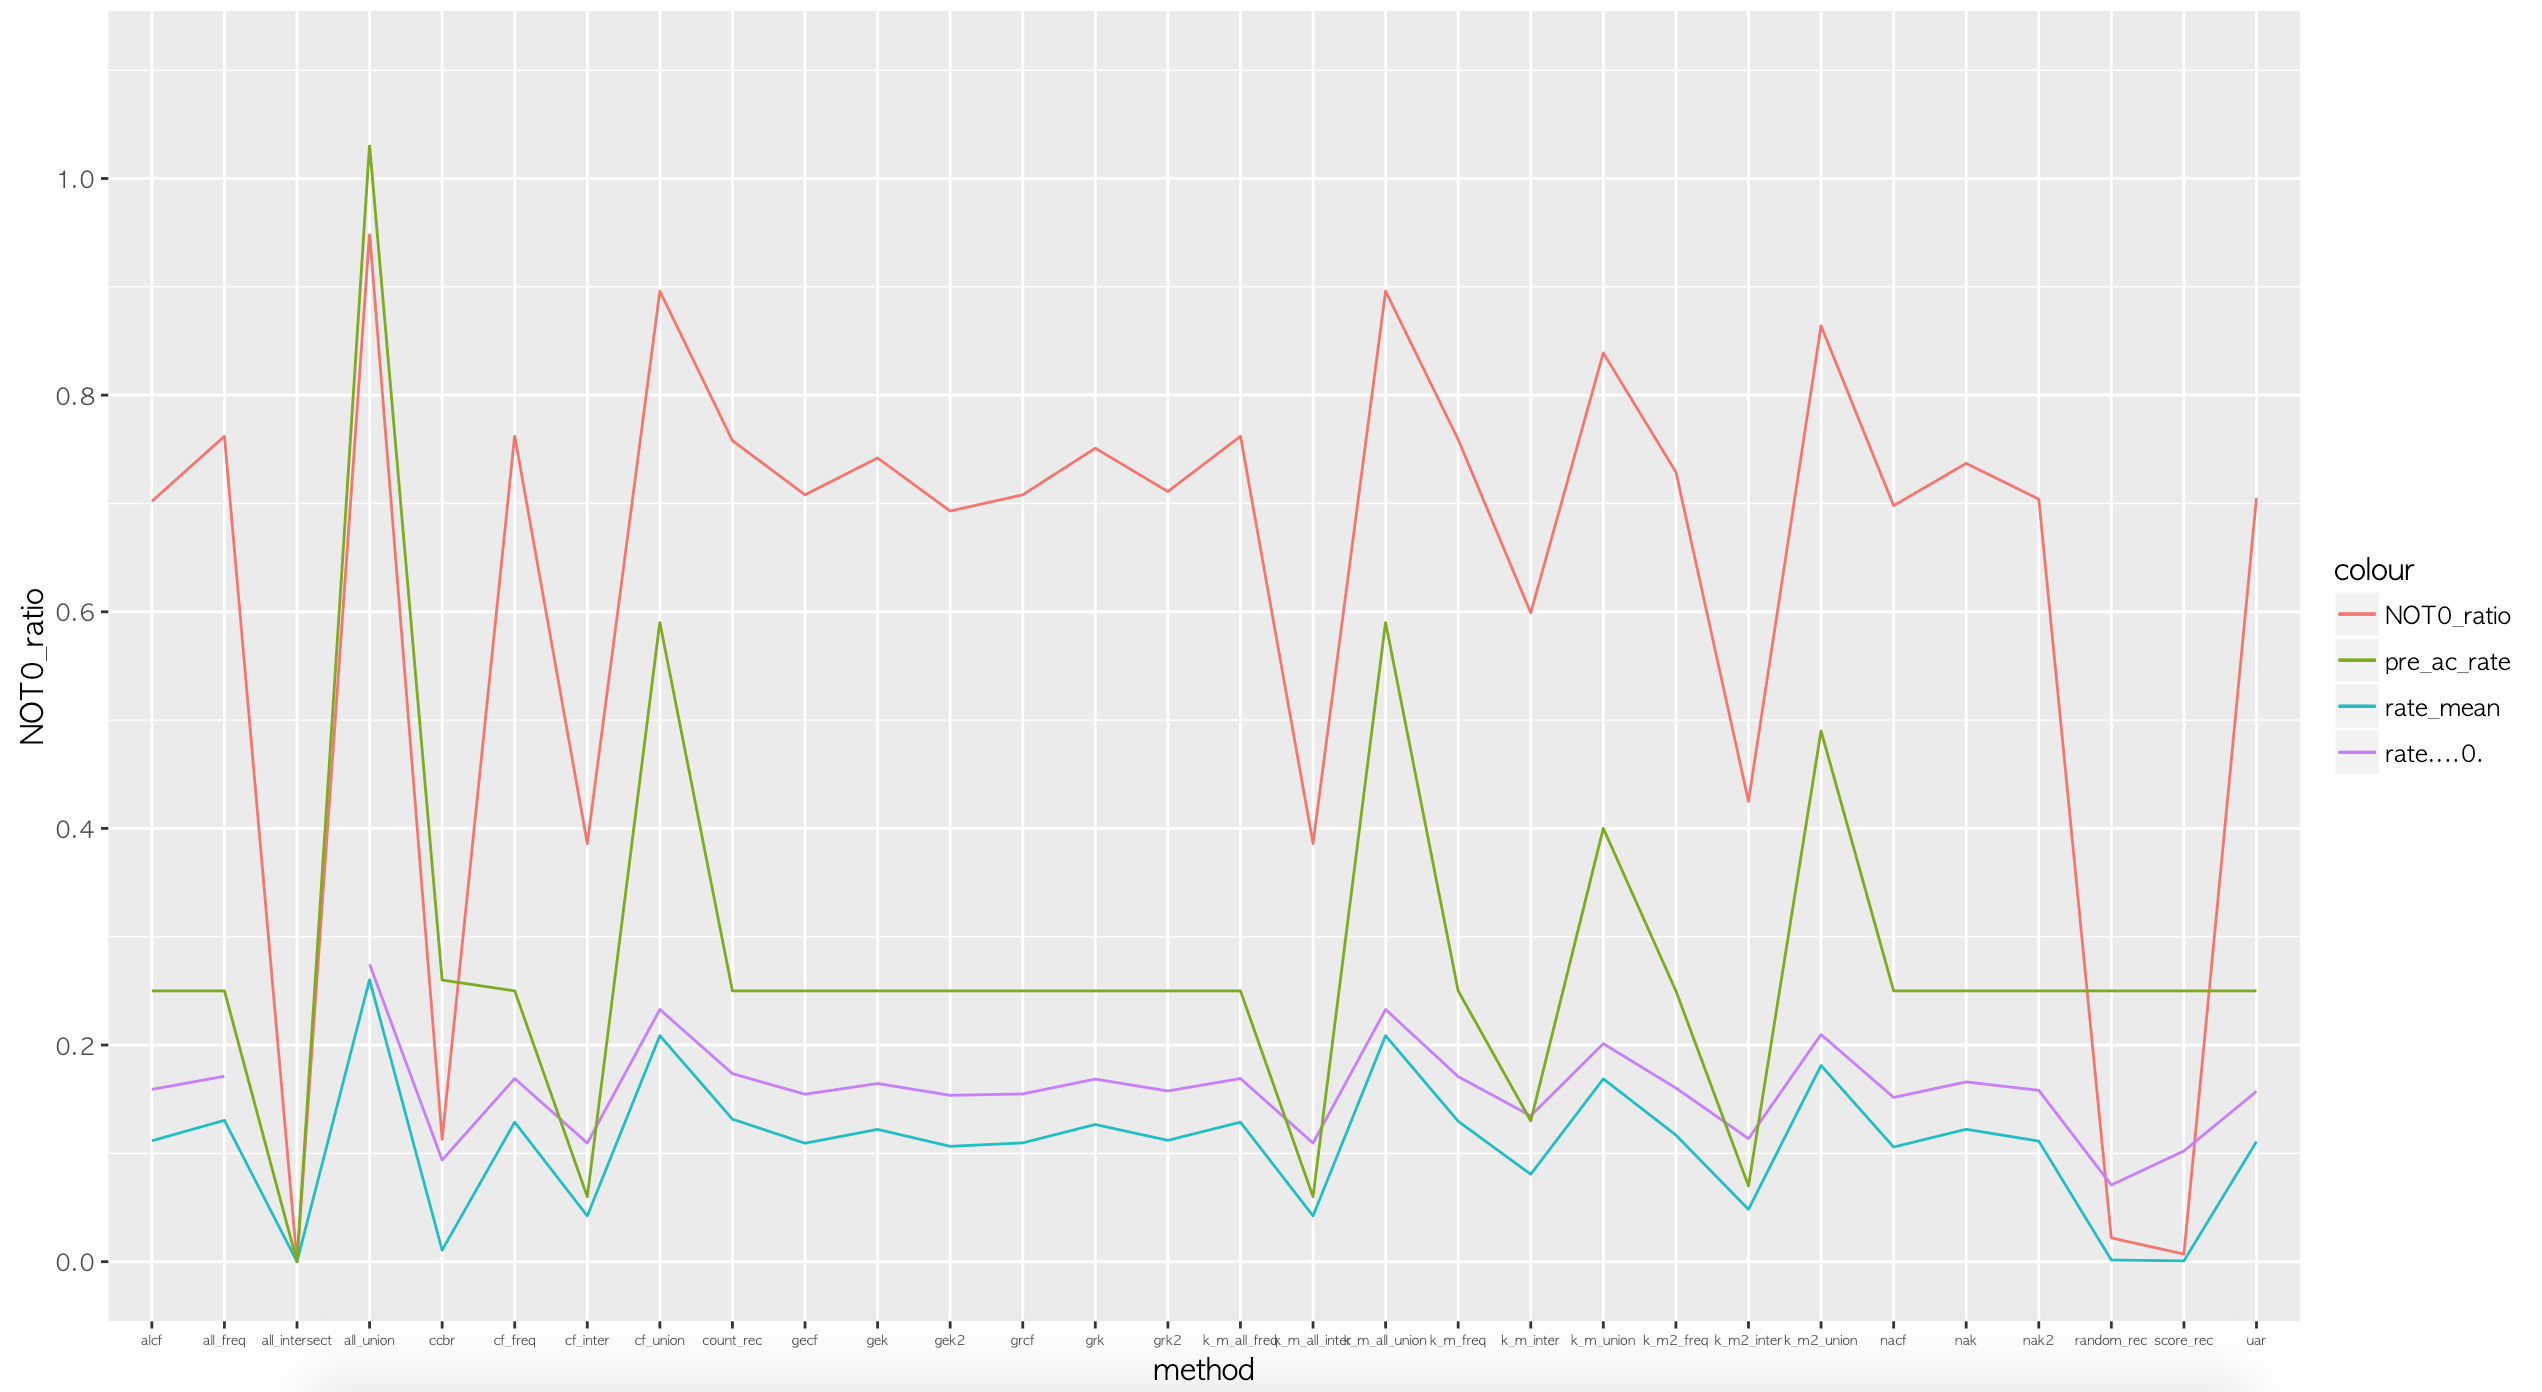 NOT0_ratio
1.0
0.8
0.6
0.4
0.2
0.0
alcf all_freq all_intersect all_union ccbr cf_freq cf_inter cf_union count_rec gecf gek gek2 grcf grk grk2 k_m_all_freq k_m_all_inter k_m_all_union k_m_freq k_m_inter k_m_union k_m2_freq k_m2_inter k_m2_union nacf nak nak2 random_rec score_rec uar
method
colour
NOT0_ratio
pre_ac_rate
rate_mean
rate....0.